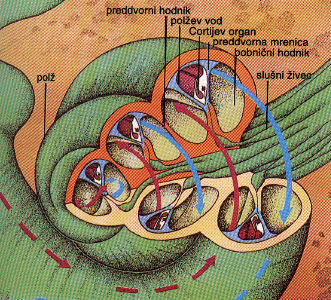 preddvorni hodnik
polžev vod
Cortijev organ
preddvorna mrenica
bobnični hodnik
slušni živec
polž